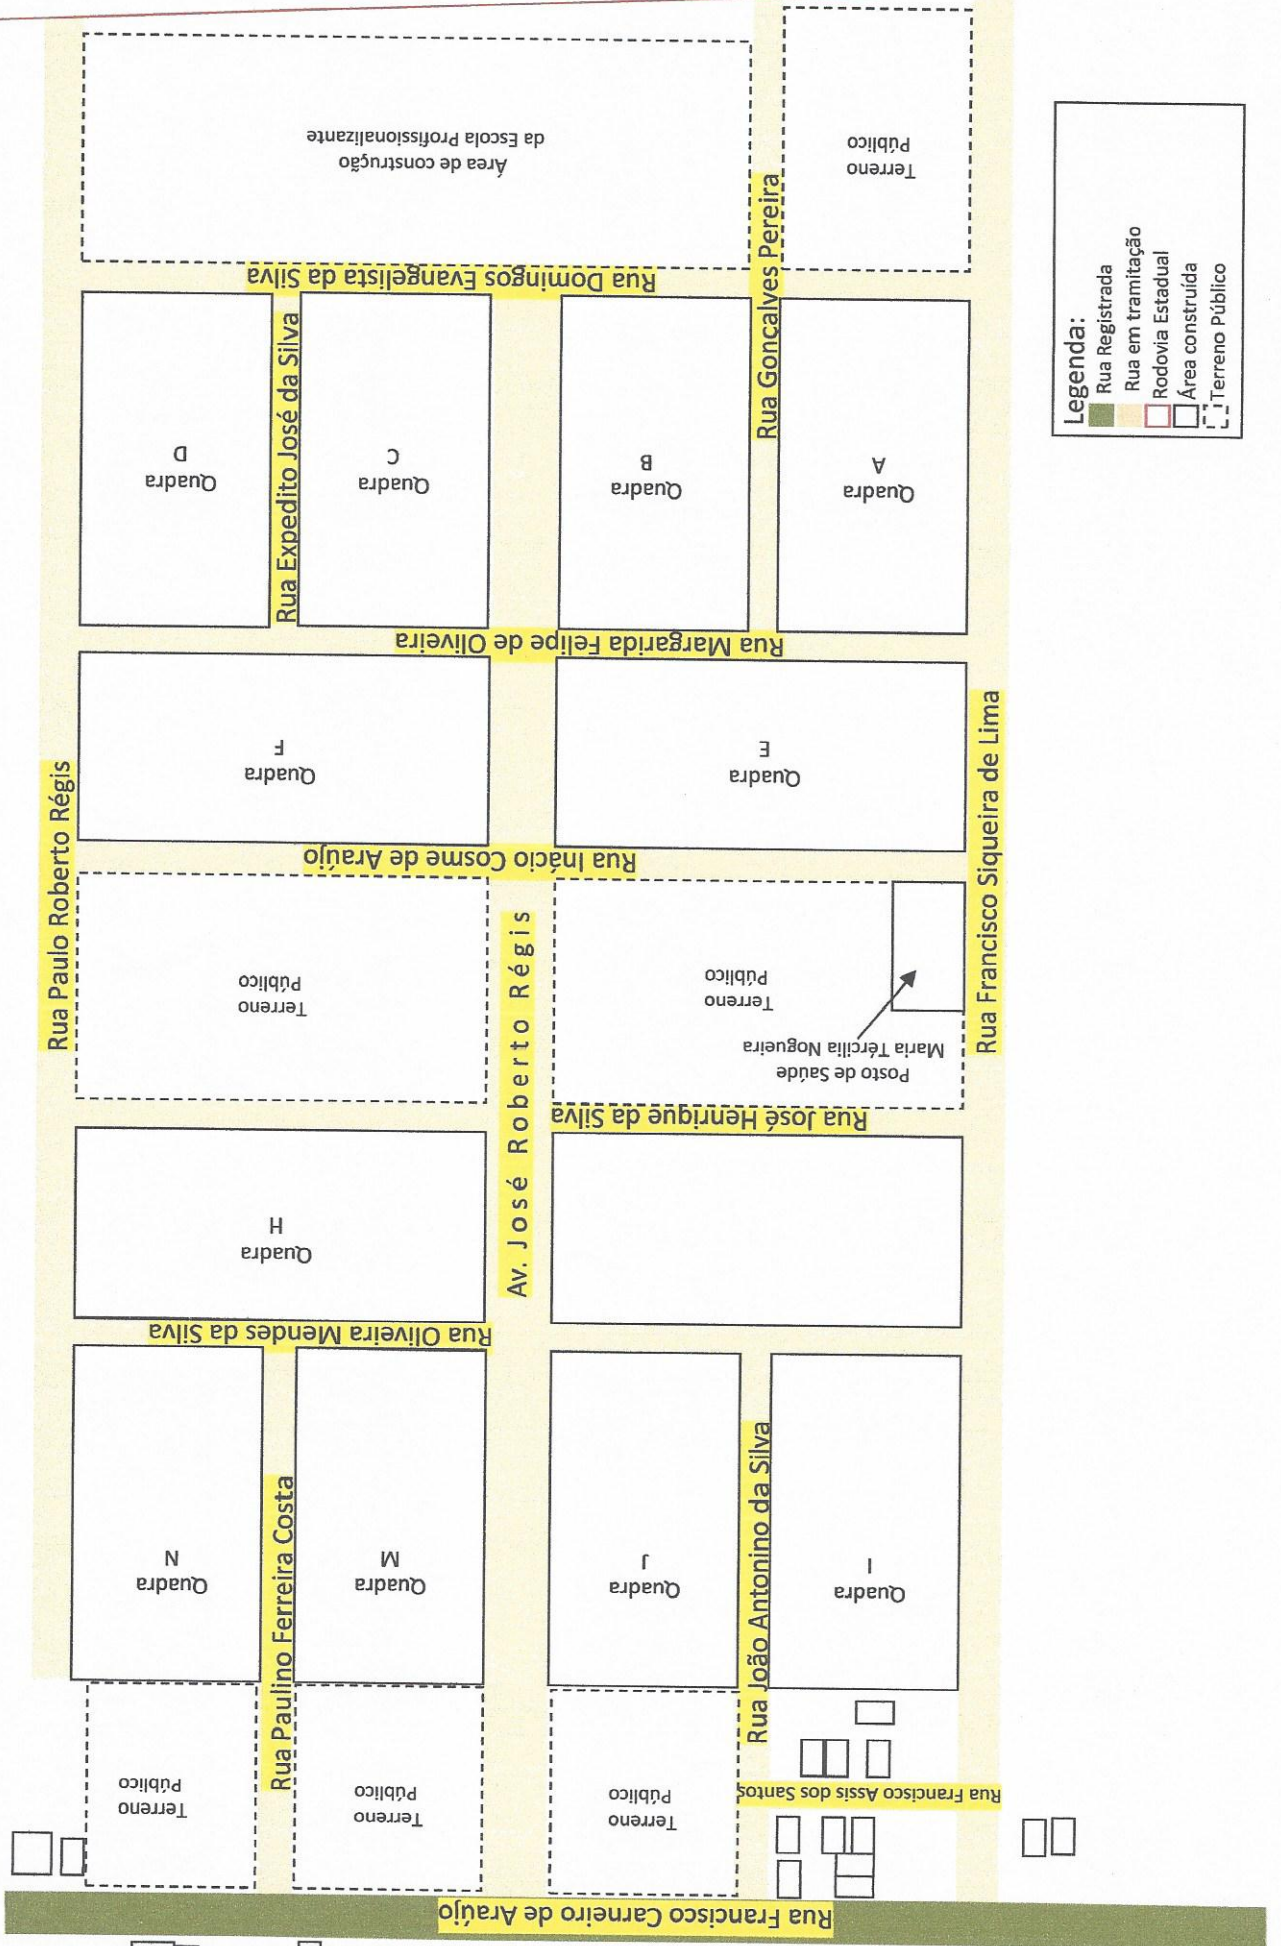 Área de construção
da Escola Profissionalizante
Terreno
Público
Rua Domingos Evangelista da Silva
Rua Gonçalves Pereira
Rua Expedito José da Silva
Quadra
D
Quadra
C
Quadra
B
Quadra
A
Rua Margarida Felipe de Oliveira
Quadra
F
Quadra
E
Rua Paulo Roberto Régis
Rua Francisco Siqueira de Lima
Rua Inácio Cosme de Araújo
Terreno
Público
Av. José Roberto Régis
Terreno
Público
Posto de Saúde
Maria Tércilia Nogueira
Rua José Henrique da Silva
Quadra
H
Rua Oliveira Mendes da Silva
Quadra
N
Rua Paulino Ferreira Costa
Quadra
M
Quadra
J
Rua João Antonino da Silva
Quadra
I
Terreno
Público
Terreno
Público
Terreno
Público
Rua Francisco Assis dos Santos
Rua Francisco Carneiro de Araújo
Legenda:
Rua Registrada
Rua em tramitação
Rodovia Estadual
Área construída
Terreno Público